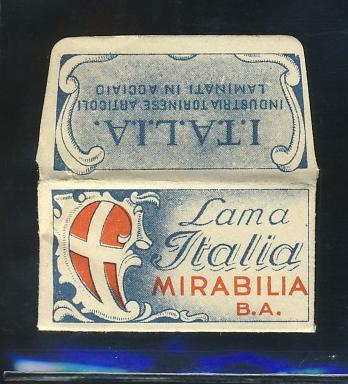 I.T.A.L.I.A.
INDUSTRIA TORINESE ARTICOLI
LAMINATI IN ACCIAIO
Lama
Italia
MIRABILIA
B.A.